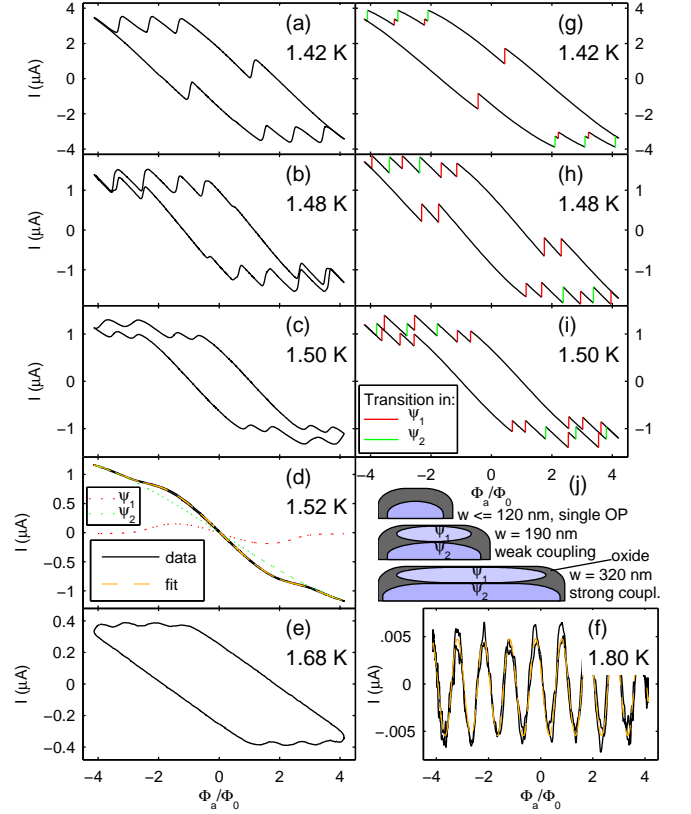 (a)
1.42 K
(g)
1.42 K
I (μA)
4
2
0
−2
−4
4
2
0
−2
−4
(b)
1.48 K
(h)
1.48 K
I (μA)
1
0
−1
1
0
−1
(c)
1.50 K
(i)
1.50 K
I (μA)
1
0
−1
1
0
−1
Transition in:
ψ1
ψ2
−4 −2 0 2 4
Φa/Φ0
(d)
1.52 K
I (μA)
1
0.5
0
−0.5
−1
ψ1
ψ2
data
fit
(j)
w <= 120 nm, single OP
ψ1
ψ2
w = 190 nm
weak coupling
oxide
ψ1
ψ2
w = 320 nm
strong coupl.
(e)
1.68 K
I (μA)
0.4
0.2
0
−0.2
−0.4
−4 −2 0 2 4
Φa/Φ0
(f)
1.80 K
I (μA)
.005
0
−.005
−4 −2 0 2 4
Φa/Φ0